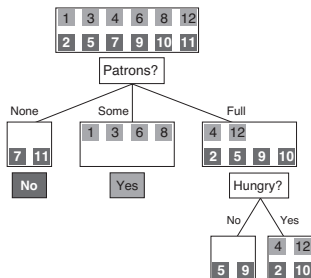 1 3 4 6 8 12
2 5 7 9 10 11
Patrons?
None Some Full
1 3 6 8 4 12
7 11 2 5 9 10
No Yes Hungry?
No Yes
4 12
5 9 2 10